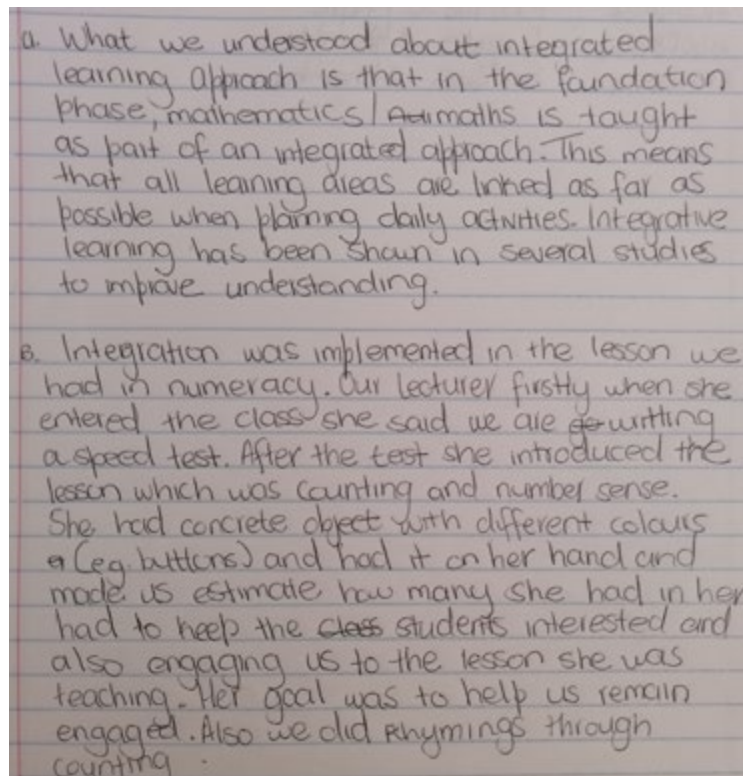 a. What we understood about integrated
learning approach is that in the foundation
phase, mathematics / maths is taught
as part of an integrated approach. This means
that all learning areas are linked as far as
possible when planning daily activities. Integrative
learning has been shown in several studies
to improve understanding.
B. Integration was implemented in the lesson we
had in numeracy. Our lecturer firstly when she
entered the class she said we are writting
a speed test. After the test she introduced the
lesson which was counting and number sense.
She had concrete object with different colours
(eg. buttons) and had it on her hand and
made us estimate how many she had in her
had to keep the class students interested and
also engaging us to the lesson she was
teaching. Her goal was to help us remain
engaged. Also we did Rhymings through
counting.